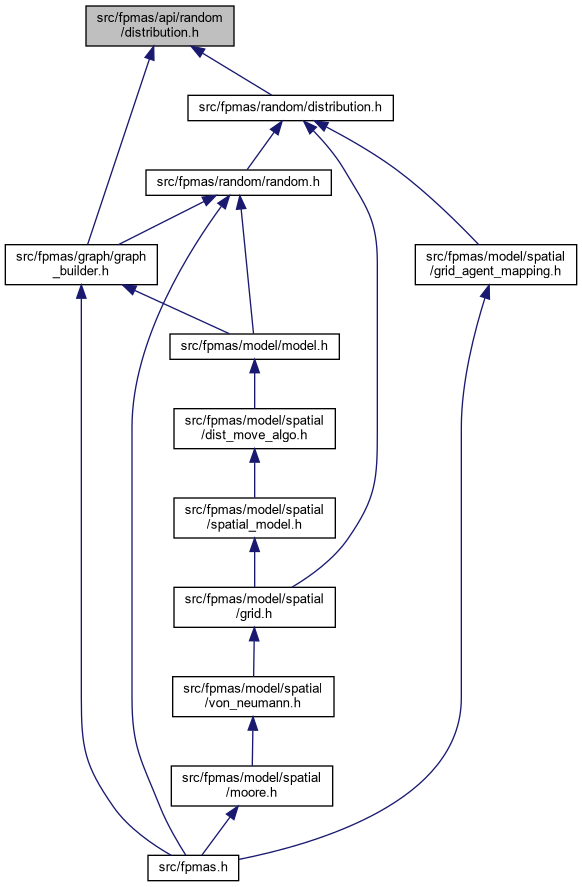 src/fpmas/api/random
/distribution.h
src/fpmas/random/distribution.h
src/fpmas/random/random.h
src/fpmas/graph/graph
_builder.h
src/fpmas/model/spatial
/grid_agent_mapping.h
src/fpmas/model/model.h
src/fpmas/model/spatial
/dist_move_algo.h
src/fpmas/model/spatial
/spatial_model.h
src/fpmas/model/spatial
/grid.h
src/fpmas/model/spatial
/von_neumann.h
src/fpmas/model/spatial
/moore.h
src/fpmas.h